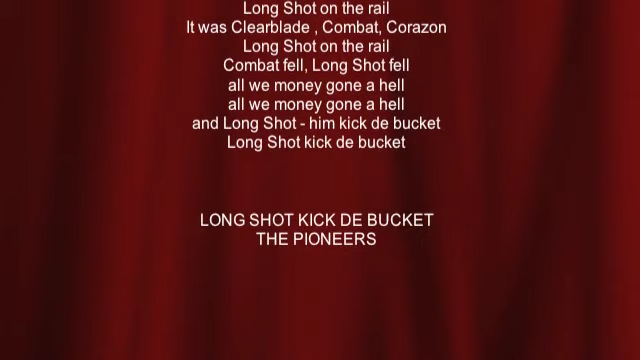 Long Shot on the rail
It was Clearblade , Combat, Corazon
Long Shot on the rail
Combat fell, Long Shot fell
all we money gone a hell
all we money gone a hell
and Long Shot - him kick de bucket
Long Shot kick de bucket
LONG SHOT KICK DE BUCKET
THE PIONEERS